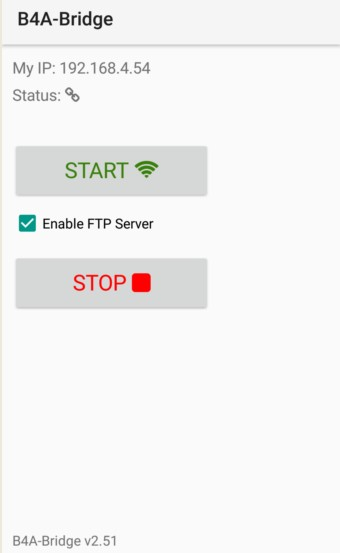 B4A-Bridge
My IP: 192.168.4.54
Status:
START
Enable FTP Server
STOP
B4A-Bridge v2.51